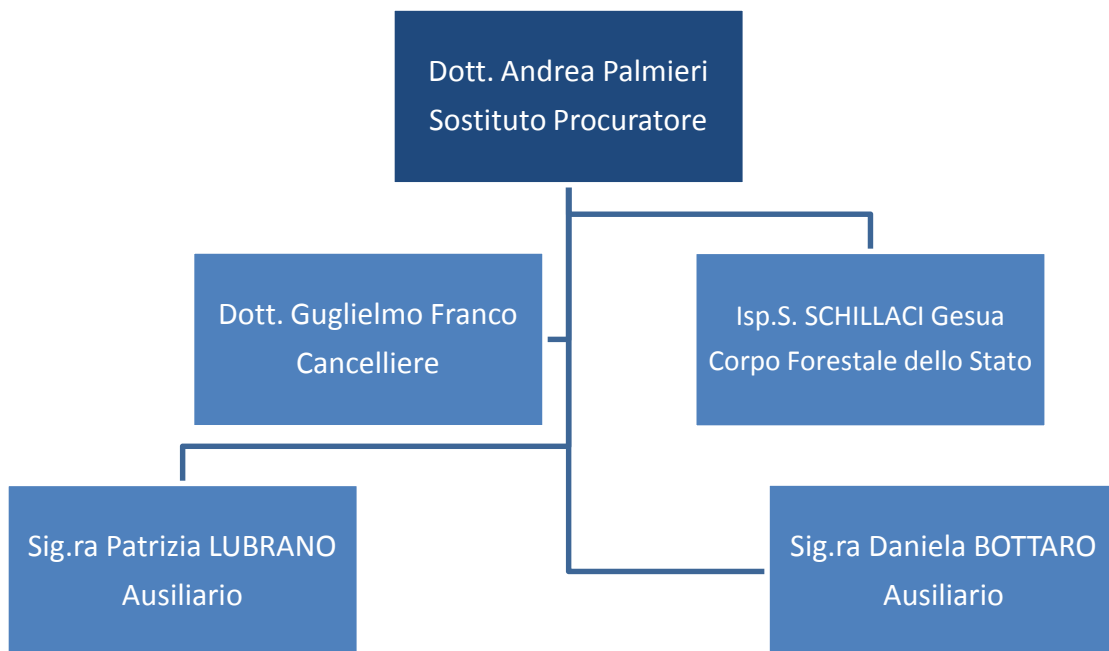 Dott. Andrea Palmieri
Sostituto Procuratore
Dott. Guglielmo Franco
Cancelliere
Isp.S. SCHILLACI Gesua
Corpo Forestale dello Stato
Sig.ra Patrizia LUBRANO
Ausiliario
Sig.ra Daniela BOTTARO
Ausiliario